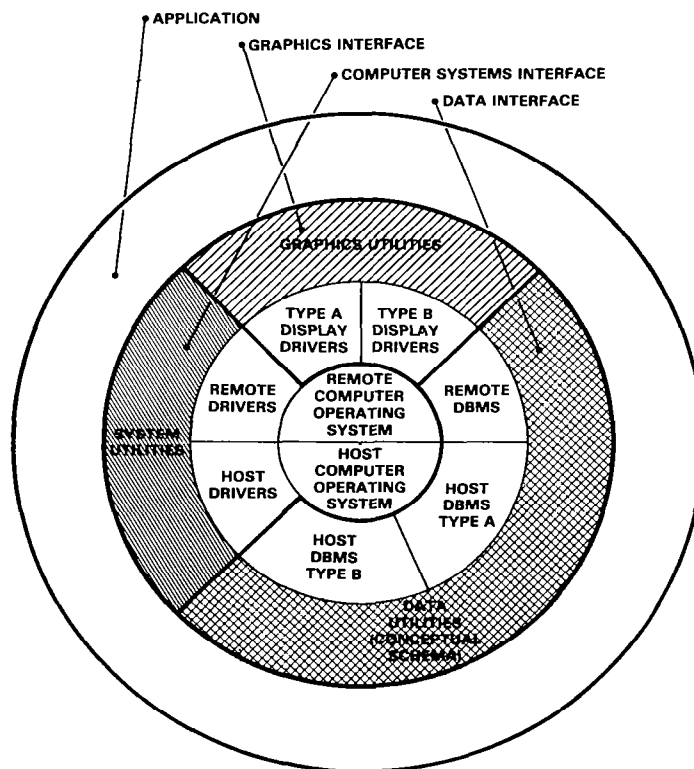 APPLICATION
GRAPHICS INTERFACE
COMPUTER SYSTEMS INTERFACE
DATA INTERFACE
GRAPHICS UTILITIES
TYPE A
DISPLAY
DRIVERS
TYPE B
DISPLAY
DRIVERS
REMOTE
DRIVERS
REMOTE
COMPUTER
OPERATING
SYSTEM
REMOTE
DBMS
SYSTEM
UTILITIES
HOST
DRIVERS
HOST
COMPUTER
OPERATING
SYSTEM
HOST
DBMS
TYPE A
HOST
DBMS
TYPE B
DATA
UTILITIES
(CONCEPTUAL
SCHEMA)